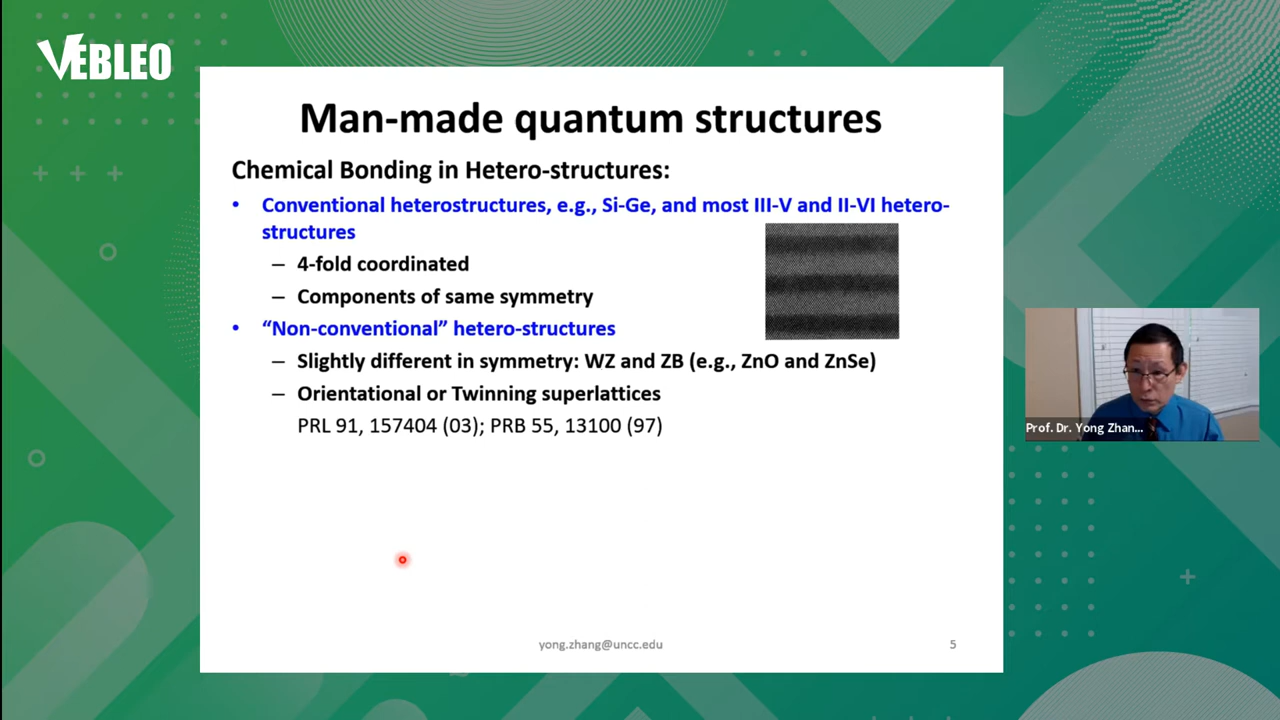 VEBLEO
Man-made quantum structures
Chemical Bonding in Hetero-structures:
• Conventional heterostructures, e.g., Si-Ge, and most III-V and II-VI hetero-
structures
– 4-fold coordinated
– Components of same symmetry
• “Non-conventional” hetero-structures
– Slightly different in symmetry: WZ and ZB (e.g., ZnO and ZnSe)
– Orientational or Twinning superlattices
PRL 91, 157404 (03); PRB 55, 13100 (97)
Prof. Dr. Yong Zhan...
yong.zhang@uncc.edu
5